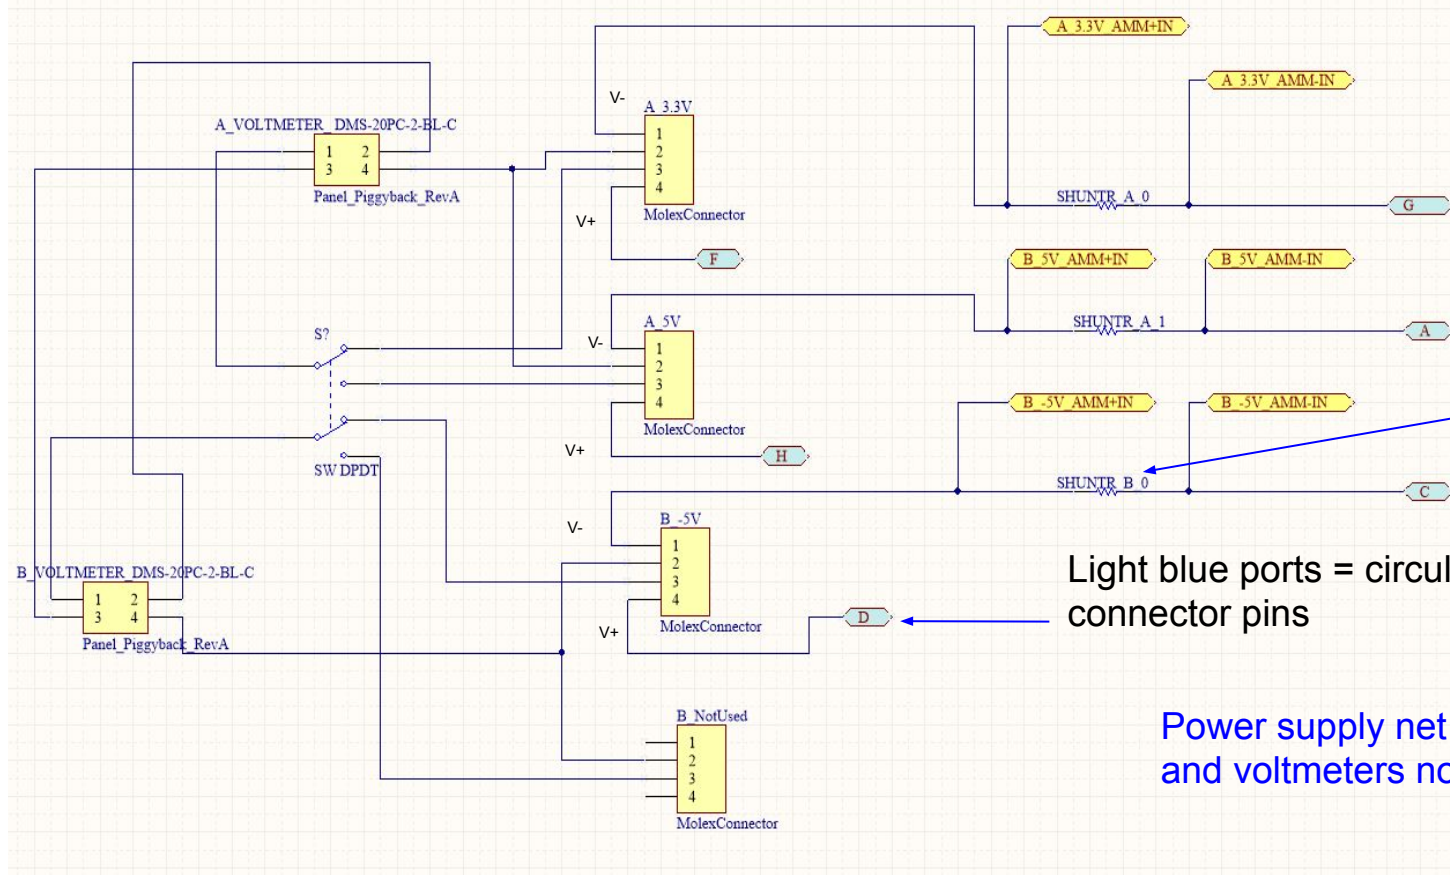 A_3.3V_AMM+IN
A_3.3V_AMM-IN
V-
A_3.3V
A_VOLTMETER_DMS-20PC-2-BL-C
1
2
3
4
1 2
3 4
Panel_Piggyback_RevA
MolexConnector
V+
SHUNTR_A_0
G
F
B_5V_AMM+IN
B_5V_AMM-IN
S?
A_5V
V-
1
2
3
4
SHUNTR_A_1
A
B_-5V_AMM+IN
B_-5V_AMM-IN
MolexConnector
V+
H
SW DPDT
SHUNTR_B_0
C
V-
B_-5V
1
2
3
4
B_VOLTMETER_DMS-20PC-2-BL-C
1 2
3 4
Panel_Piggyback_RevA
Light blue ports = circul
connector pins
D
V+
MolexConnector
B_NotUsed
1
2
3
4
MolexConnector
Power supply net
and voltmeters no